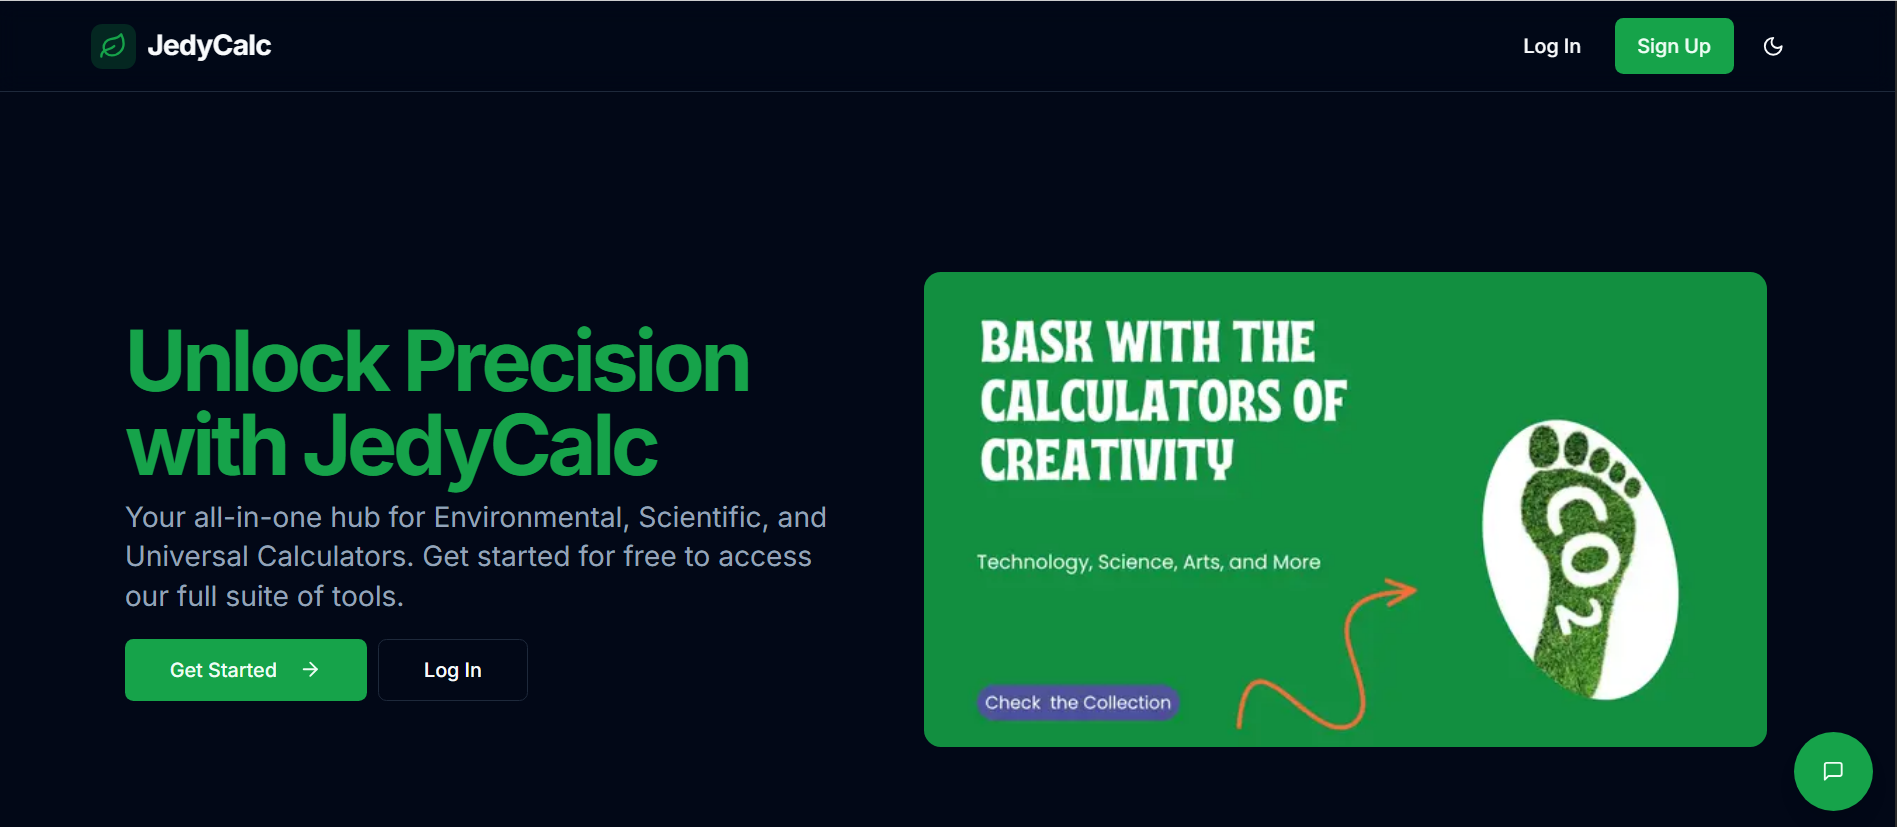 JedyCalc
Log In
Sign Up
Unlock Precision
with JedyCalc
Your all-in-one hub for Environmental, Scientific, and
Universal Calculators. Get started for free to access
our full suite of tools.
Get Started
Log In
BASK WITH THE
CALCULATORS OF
CREATIVITY
Technology, Science, Arts, and More
CO2
Check the Collection